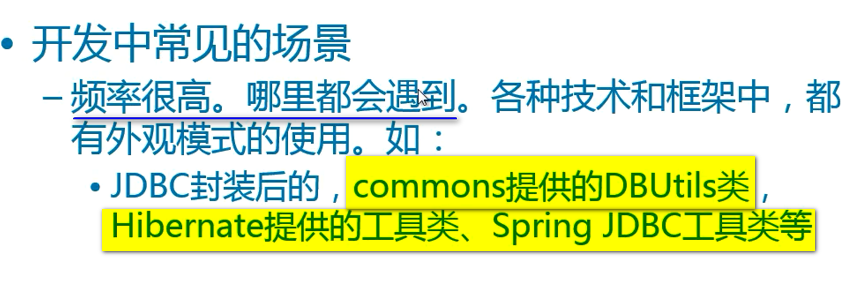 • 开发中常见的场景
– 频率很高。哪里都会遇到。各种技术和框架中，都
有外观模式的使用。如：
• JDBC封装后的，commons提供的DBUtils类，
Hibernate提供的工具类、Spring JDBC工具类等